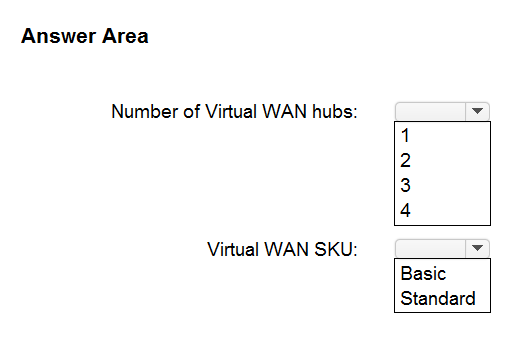 Answer Area
Number of Virtual WAN hubs:
1
2
3
4
Virtual WAN SKU:
Basic
Standard